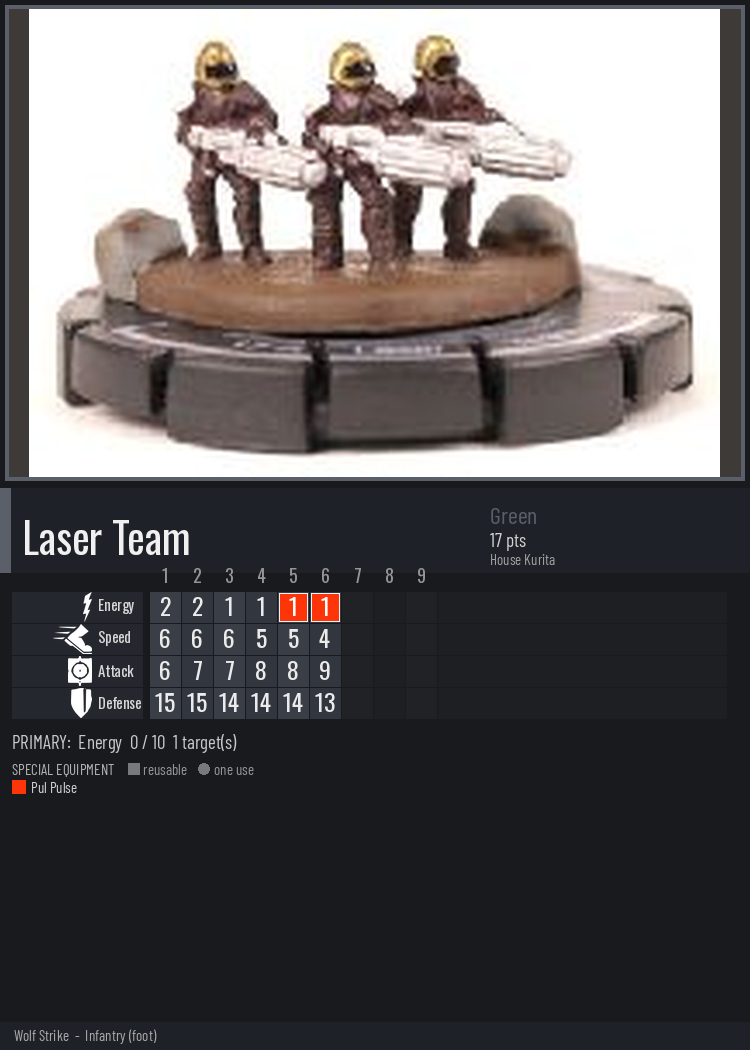 Laser Team
Green
17 pts
House Kurita
1 2 3 4 5 6 7 8 9
Energy 2 2 1 1 1 1
Speed 6 6 6 5 5 4
Attack 6 7 7 8 8 9
Defense 15 15 14 14 14 13
PRIMARY: Energy 0 / 10 1 target(s)
SPECIAL EQUIPMENT reusable one use
Pul Pulse
Wolf Strike - Infantry (foot)